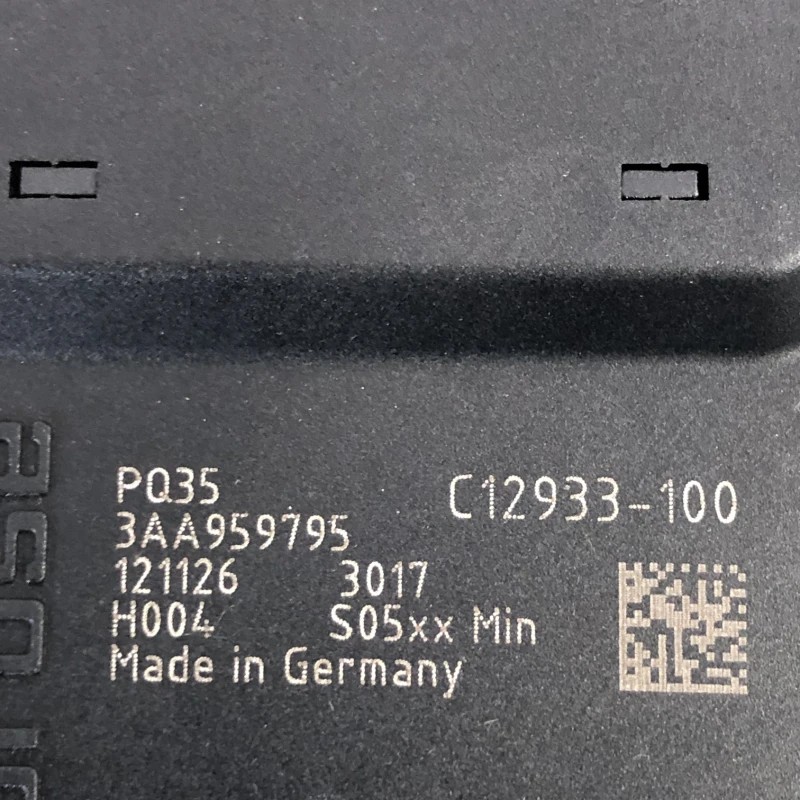 PQ35
C12933-100
3AA959795
121126 3017
H004 S05xx Min
Made in Germany